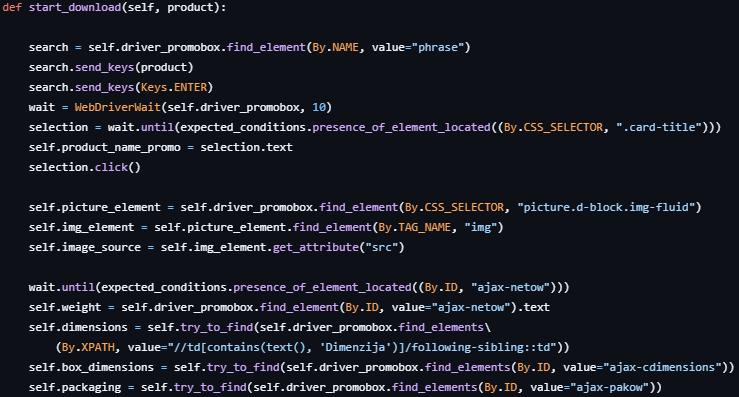 def start_download(self, product):
search = self.driver_promobox.find_element(By.NAME, value="phrase")
search.send_keys(product)
search.send_keys(Keys.ENTER)
wait = WebDriverWait(self.driver_promobox, 10)
selection = wait.until(expected_conditions.presence_of_element_located((By.CSS_SELECTOR, ".card-title")))
self.product_name_promo = selection.text
selection.click()
self.picture_element = self.driver_promobox.find_element(By.CSS_SELECTOR, "picture.d-block.img-fluid")
self.img_element = self.picture_element.find_element(By.TAG_NAME, "img")
self.image_source = self.img_element.get_attribute("src")
wait.until(expected_conditions.presence_of_element_located((By.ID, "ajax-netow")))
self.weight = self.driver_promobox.find_element(By.ID, value="ajax-netow").text
self.dimensions = self.try_to_find(self.driver_promobox.find_elements\
(By.XPATH, value="//td[contains(text(), 'Dimenzija')]/following-sibling::td"))
self.box_dimensions = self.try_to_find(self.driver_promobox.find_elements(By.ID, value="ajax-cdimensions"))
self.packaging = self.try_to_find(self.driver_promobox.find_elements(By.ID, value="ajax-pakow"))